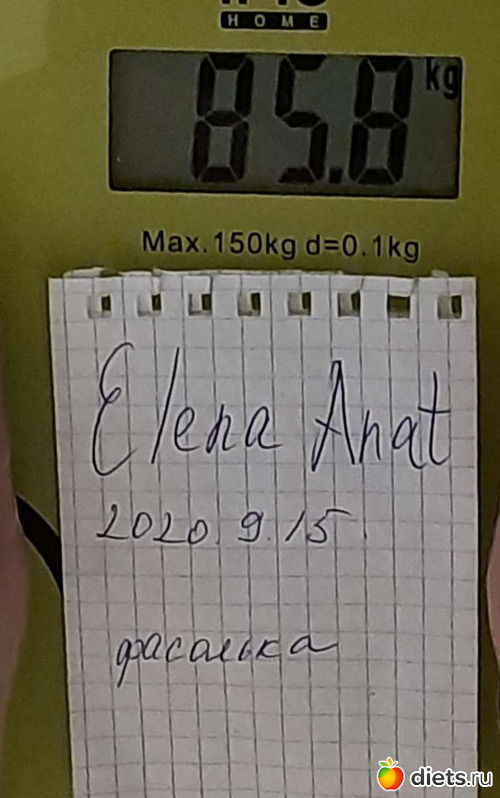 HOME
85.8 kg
Max. 150kg d=0.1kg
Elena Anat
2020. 9. 15
фасолька
diets.ru